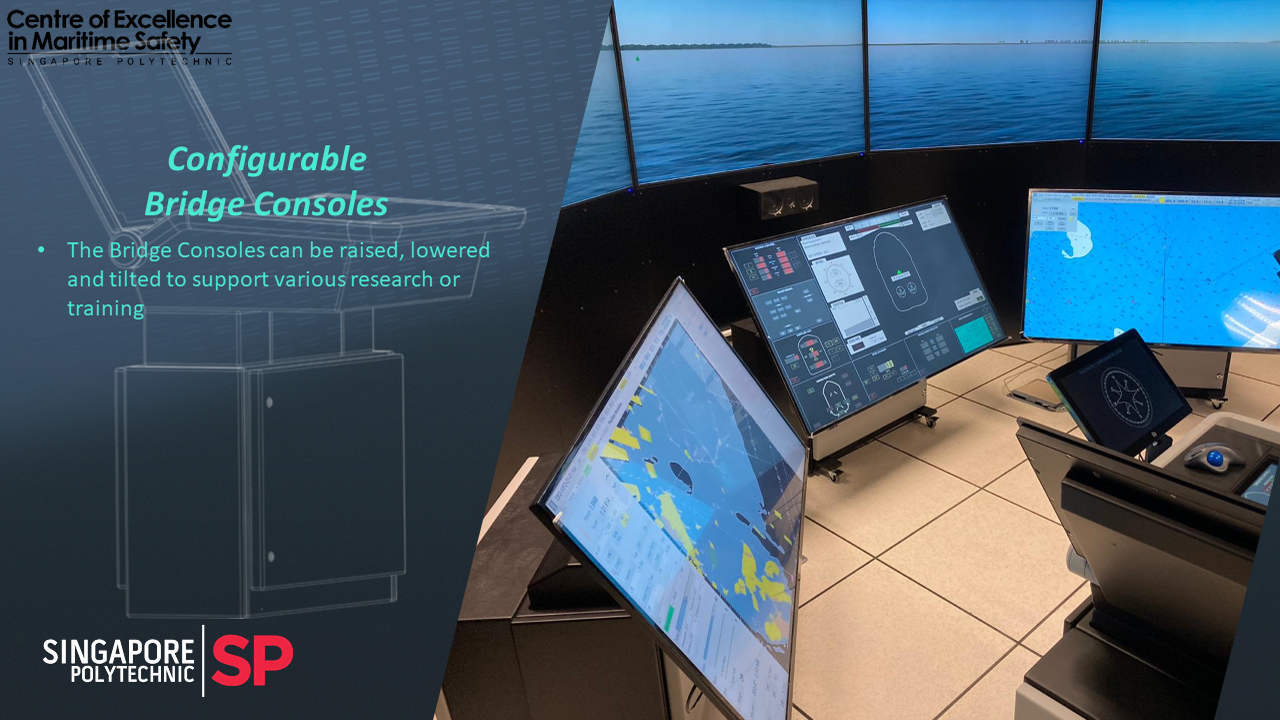 Centre of Excellence
in Maritime Safety
SINGAPORE POLYTECHNIC
Configurable
Bridge Consoles
• The Bridge Consoles can be raised, lowered
and tilted to support various research or
training
SINGAPORE
POLYTECHNIC
SP